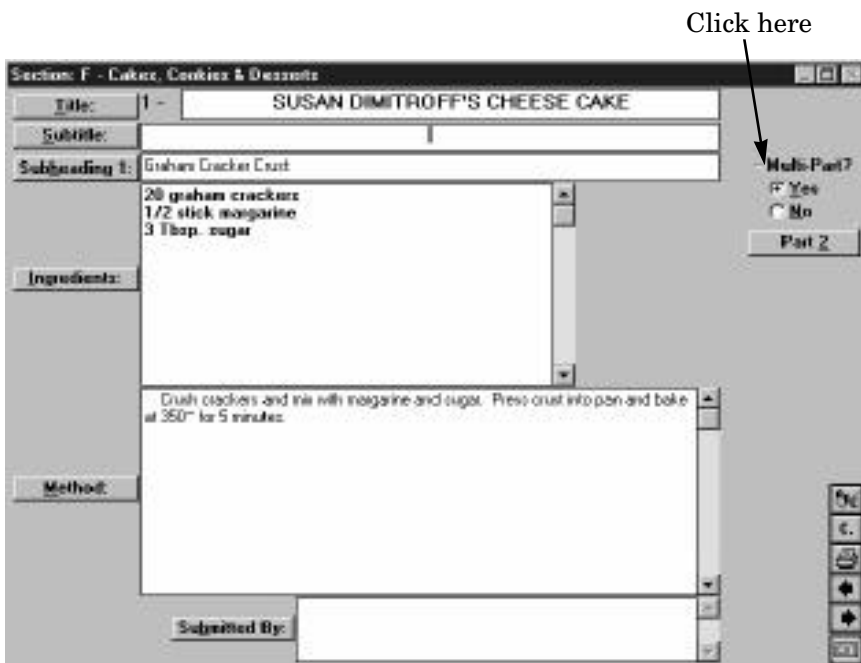 Click here
Section: F - Cakes, Cookies & Desserts
Title: 1 - SUSAN DIMITROFF'S CHEESE CAKE
Subtitle:
Subheading 1: Graham Cracker Crust
Multi-Part?
Yes
No
Part 2
20 graham crackers
1/2 stick margarine
3 Tbsp. sugar
Ingredients:
Crush crackers and mix with margarine and sugar. Press crust into pan and bake
at 350° for 5 minutes.
Method:
Submitted By: